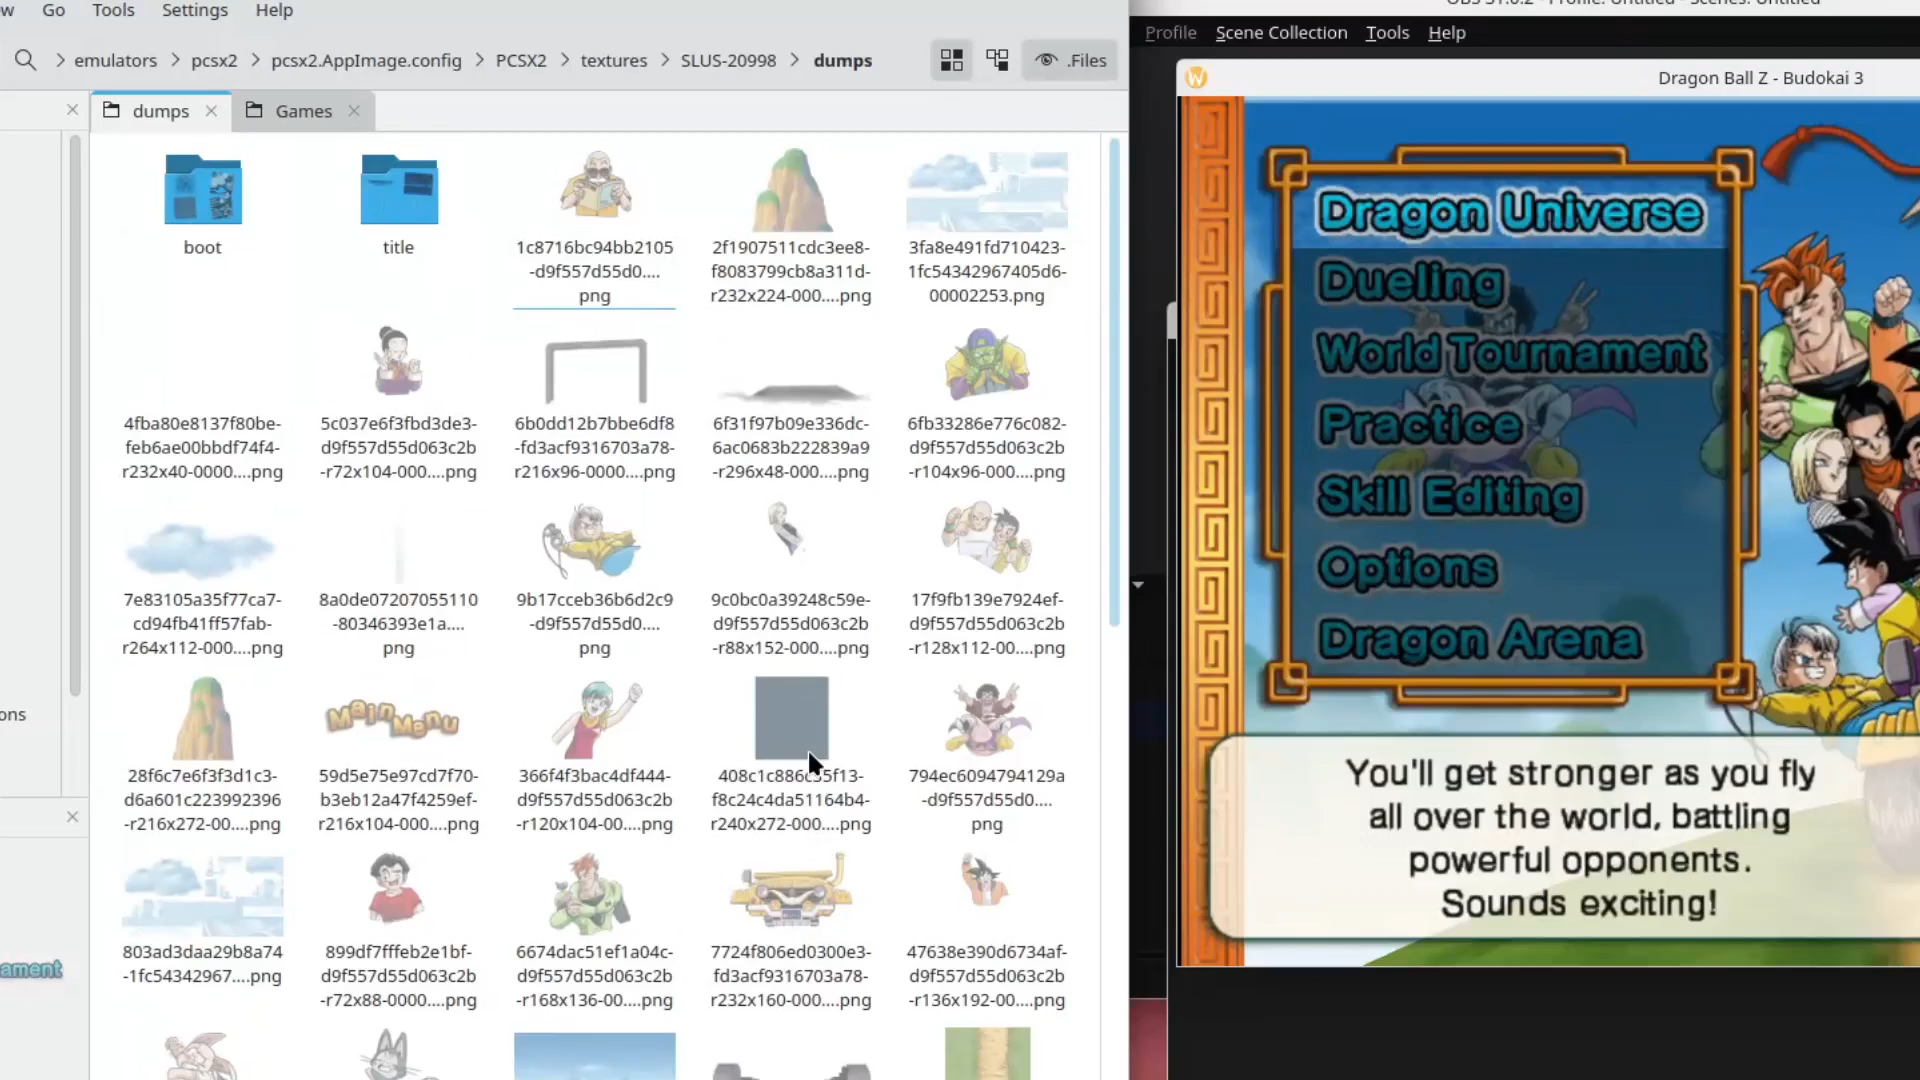 Go Tools Settings Help
emulators pcsx2 pcsx2.AppImage.config PCSX2 textures SLUS-20998 dumps .Files
dumps Games
boot
title
1c8716bc94bb2105
-d9f557d55d0....
png
2f1907511cdc3ee8-
f8083799cb8a311d-
r232x224-000....png
3fa8e491fd710423-
1fc54342967405d6-
00002253.png
4fba80e8137f80be-
feb6ae00bbdf74f4-
r232x40-0000....png
5c037e6f3fbd3de3-
d9f557d55d063c2b
-r72x104-000....png
6b0dd12b7bbe6df8
-fd3acf9316703a78-
r216x96-0000....png
6f31f97b09e336dc-
6ac0683b222839a9
-r296x48-000....png
6fb33286e776c082-
d9f557d55d063c2b
-r104x96-000....png
7e83105a35f77ca7-
cd94fb41ff57fab-
r264x112-000....png
8a0de07207055110
-80346393e1a....
png
9b17cceb36b6d2c9
-d9f557d55d0....
png
9c0bc0a39248c59e-
d9f557d55d063c2b
-r88x152-000....png
17f9fb139e7924ef-
d9f557d55d063c2b
-r128x112-00....png
28f6c7e6f3f3d1c3-
d6a601c223992396
-r216x272-00....png
Main Menu
59d5e75e97cd7f70-
b3eb12a47f4259ef-
r216x104-000....png
366f4f3bac4df444-
d9f557d55d063c2b
-r120x104-00....png
408c1c886c35f13-
f8c24c4da51164b4-
r240x272-000....png
794ec6094794129a
-d9f557d55d0....
png
803ad3daa29b8a74
-1fc54342967....png
899df7fffeb2e1bf-
d9f557d55d063c2b
-r72x88-0000....png
6674dac51ef1a04c-
d9f557d55d063c2b
-r168x136-00....png
7724f806ed0300e3-
fd3acf9316703a78-
r232x160-000....png
47638e390d6734af-
d9f557d55d063c2b
-r136x192-00....png
ons
ament
Profile Scene Collection Tools Help
Dragon Ball Z - Budokai 3
Dragon Universe
Dueling
World Tournament
Practice
Skill Editing
Options
Dragon Arena
You'll get stronger as you fly
all over the world, battling
powerful opponents.
Sounds exciting!